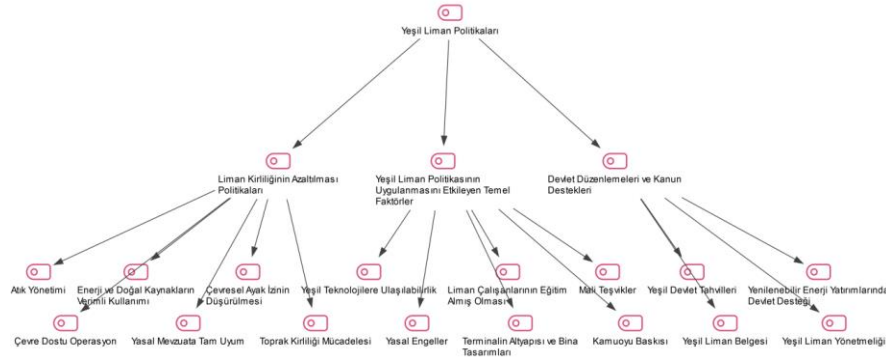 Yeşil Liman Politikaları
Liman Kirliliğinin Azaltılması
Politikaları
Yeşil Liman Politikasının
Uygulanmasını Etkileyen Temel
Faktörler
Devlet Düzenlemeleri ve Kanun
Destekleri
Atık Yönetimi
Enerji ve Doğal Kaynakların
Verimli Kullanımı
Çevresel Ayak İzinin
Düşürülmesi
Yeşil Teknolojilere Ulaşılabilirlik
Liman Çalışanlarının Eğitim
Almış Olması
Mali Teşvikler
Yeşil Devlet Tahvilleri
Yenilenebilir Enerji Yatırımlarında
Devlet Desteği
Çevre Dostu Operasyon
Yasal Mevzuata Tam Uyum
Toprak Kirliliği Mücadelesi
Yasal Engeller
Terminalin Altyapısı ve Bina
Tasarımları
Kamuoyu Baskısı
Yeşil Liman Belgesi
Yeşil Liman Yönetmeliği